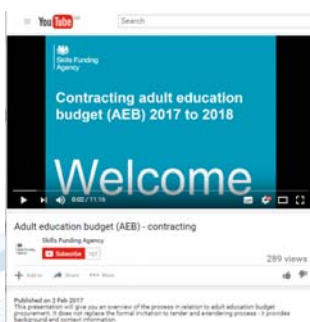 YouTube
Search
Skills Funding
Agency
Contracting adult education
budget (AEB) 2017 to 2018
Welcome
0:02 / 11:16
Adult education budget (AEB) - contracting
Skills Funding Agency
Subscribe
289 views
Add to Share More
Published on 2 Feb 2017
This presentation will give you an overview of the process in relation to adult education budget
procurement. It does not replace the formal invitation to tender and e-tendering process - it provides
background and context information.